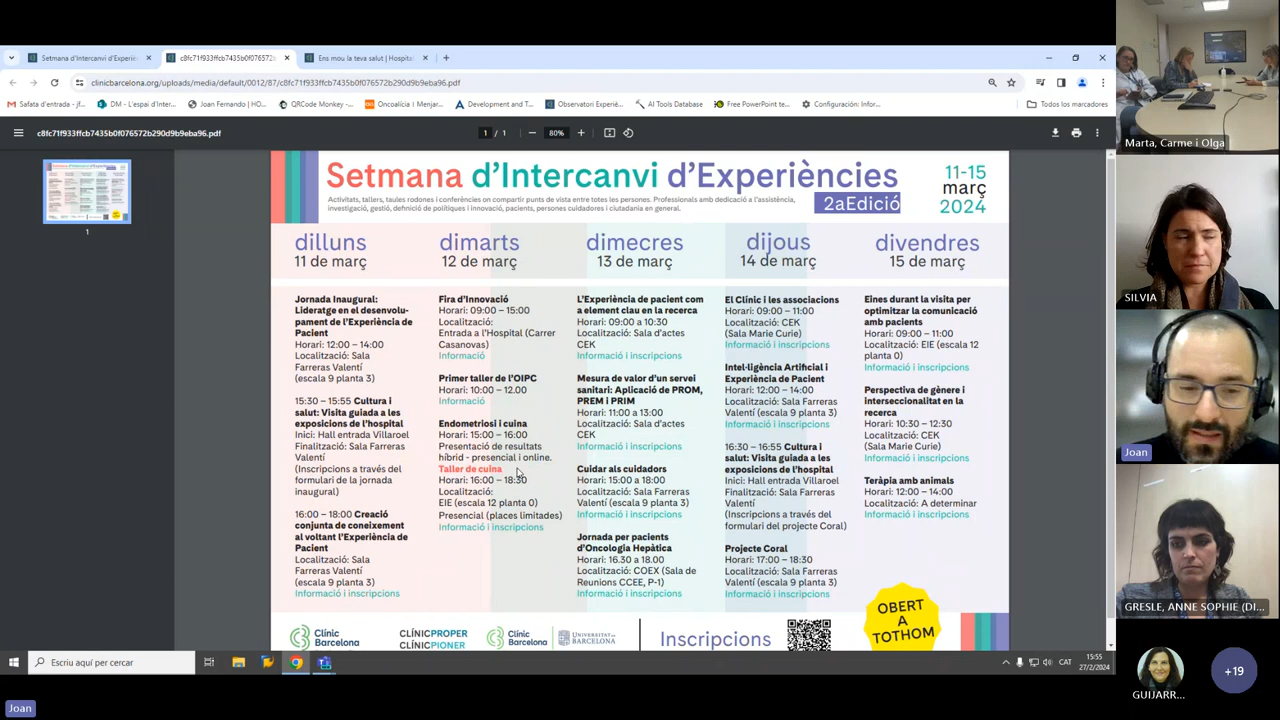 Setmana d'Intercanvi d'Experiè
c8fc71f933ffcb7435b0f076572b
Ens mou la teva salut | Hospita
clinicbarcelona.org/uploads/media/default/0012/87/c8fc71f933ffcb7435b0f076572b290d9b9eba96.pdf
Safata d'entrada - jf...
DM - L'espai d'Inter...
Joan Fernando | HO...
QRCode Monkey -...
Oncoalícia I Menjar...
Development and T...
Observatori Experiè...
AI Tools Database
Free PowerPoint te...
Configuración: Infor...
Todos los marcadores
c8fc71f933ffcb7435b0f076572b290d9b9eba96.pdf
1 / 1
80%
1
Setmana d'Intercanvi d'Experiències
Activitats, tallers, taules rodones i conferències on compartir punts de vista entre totes les persones. Professionals amb dedicació a l'assistència,
investigació, gestió, definició de polítiques i innovació, pacients, persones cuidadores i ciutadania en general.
2aEdició
11-15
març
2024
dilluns
11 de març
dimarts
12 de març
dimecres
13 de març
dijous
14 de març
divendres
15 de març
Jornada Inaugural:
Lideratge en el desenvolu-
pament de l'Experiència de
Pacient
Horari: 12:00 – 14:00
Localització: Sala
Farreras Valentí
(escala 9 planta 3)
15:30 - 15:55 Cultura i
salut: Visita guiada a les
exposicions de l'hospital
Inici: Hall entrada Villaroel
Finalització: Sala Farreras
Valentí
(Inscripcions a través del
formulari de la jornada
inaugural)
16:00 – 18:00 Creació
conjunta de coneixement
al voltant l'Experiència de
Pacient
Localització: Sala
Farreras Valentí
(escala 9 planta 3)
Informació i inscripcions
Fira d'Innovació
Horari: 09:00 – 15:00
Localització:
Entrada a l'Hospital (Carrer
Casanovas)
Informació
Primer taller de l'OIPC
Horari: 10:00 – 12.00
Informació
Endometriosi i cuina
Horari: 15:00 – 16:00
Presentació de resultats
híbrid - presencial i online.
Taller de cuina
Horari: 16:00 – 18:30
Localització:
EIE (escala 12 planta 0)
Presencial (places limitades)
Informació i inscripcions
L'Experiència de pacient com
a element clau en la recerca
Horari: 09:00 a 10:30
Localització: Sala d'actes
CEK
Informació i inscripcions
Mesura de valor d'un servei
sanitari: Aplicació de PROM,
PREM i PRIM
Horari: 11:00 a 13:00
Localització: Sala d'actes
CEK
Informació i inscripcions
Cuidar als cuidadors
Horari: 15:00 a 18:00
Localització: Sala Farreras
Valentí (escala 9 planta 3)
Informació i inscripcions
Jornada per pacients
d'Oncologia Hepàtica
Horari: 16.30 a 18.00
Localització: COEX (Sala de
Reunions CCEE, P-1)
Informació i inscripcions
El Clínic i les associacions
Horari: 09:00 – 11:00
Localització: CEK
(Sala Marie Curie)
Informació i inscripcions
Intel·ligència Artificial i
Experiència de Pacient
Horari: 12:00 – 14:00
Localització: Sala Farreras
Valentí (escala 9 planta 3)
Informació i inscripcions
16:30 – 16:55 Cultura i
salut: Visita guiada a les
exposicions de l'hospital
Inici: Hall entrada Villaroel
Finalització: Sala Farreras
Valentí
(Inscripcions a través del
formulari del projecte Coral)
Projecte Coral
Horari: 17:00 – 18:30
Localització: Sala Farreras
Valentí (escala 9 planta 3)
Informació i inscripcions
Eines durant la visita per
optimitzar la comunicació
amb pacients
Horari: 09:00 – 11:00
Localització: EIE (escala 12
planta 0)
Informació i inscripcions
Perspectiva de gènere i
interseccionalitat en la
recerca
Horari: 10:30 – 12:30
Localització: CEK
(Sala Marie Curie)
Informació i inscripcions
Teràpia amb animals
Horari: 12:00 – 14:00
Localització: A determinar
Informació i inscripcions
OBERT
A
TOTHOM
Clínic
Barcelona
CLÍNICPROPER
CLÍNICPIONER
Clínic
Barcelona
UNIVERSITAT DE
BARCELONA
Inscripcions
Escriu aquí per cercar
CAT
15:55
27/2/2024
Joan
Marta, Carme i Olga
SILVIA
Joan
GRESLE, ANNE SOPHIE (DI...
GUIJARR...
+19